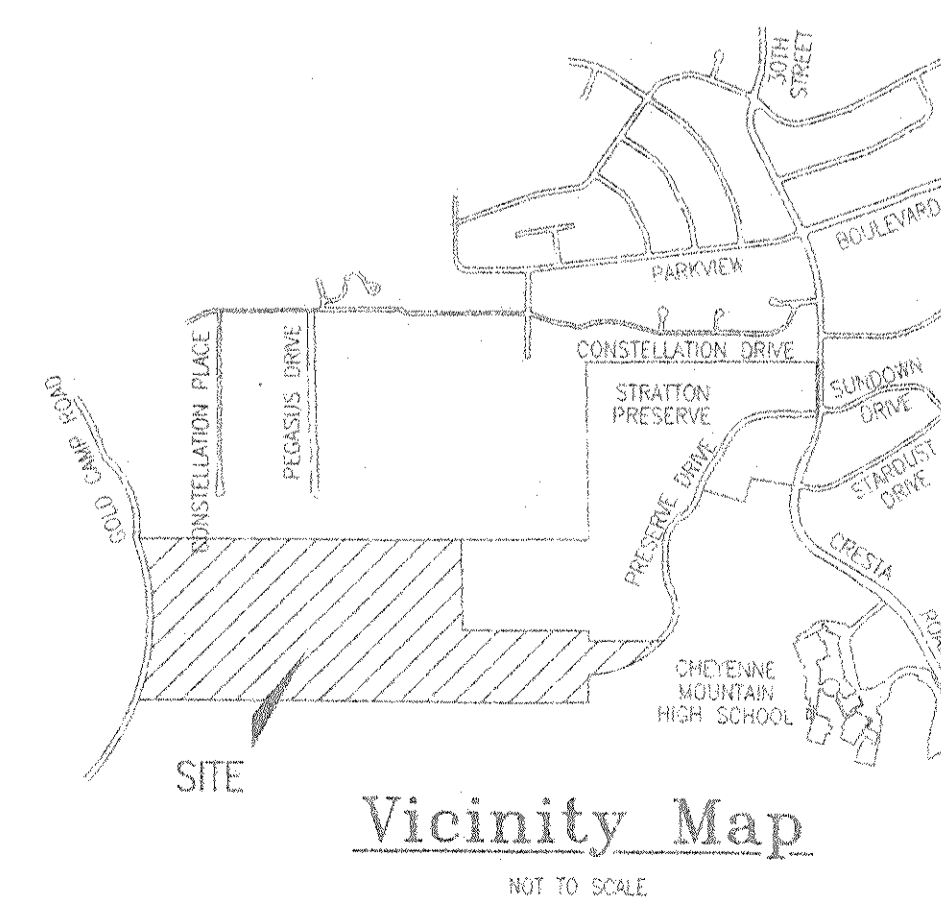 30TH
STREET
BOULEVARD
PARKVIEW
CONSTELLATION DRIVE
STRATTON
PRESERVE
SUNDOWN
DRIVE
STARDUST
DRIVE
CONSTELLATION PLACE
PEGASUS DRIVE
GOLD CAMP ROAD
PRESERVE DRIVE
CRESTA
CHEYENNE
MOUNTAIN
HIGH SCHOOL
SITE
Vicinity Map
NOT TO SCALE